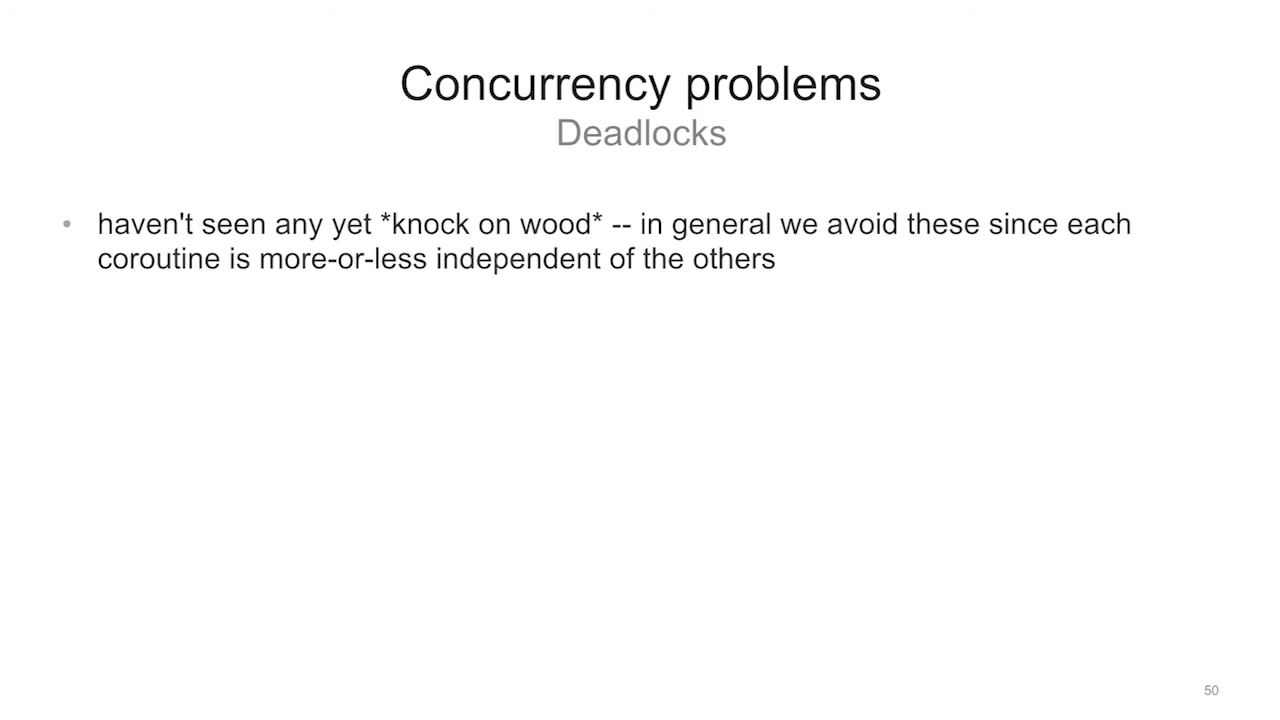 Concurrency problems
Deadlocks
• haven't seen any yet *knock on wood* -- in general we avoid these since each
coroutine is more-or-less independent of the others
50